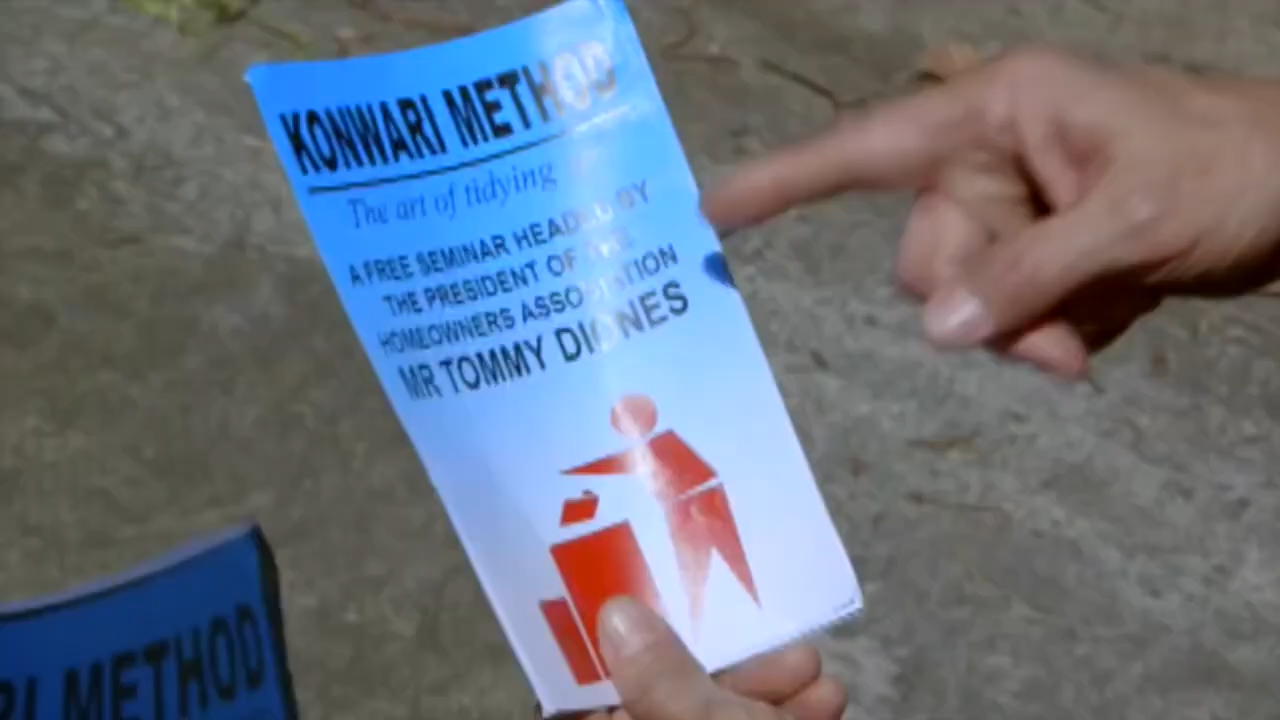 KONWARI METHOD
The art of tidying
A FREE SEMINAR HEADED BY
THE PRESIDENT OF THE
HOMEOWNERS ASSOCIATION
MR TOMMY DIONES
RI METHOD